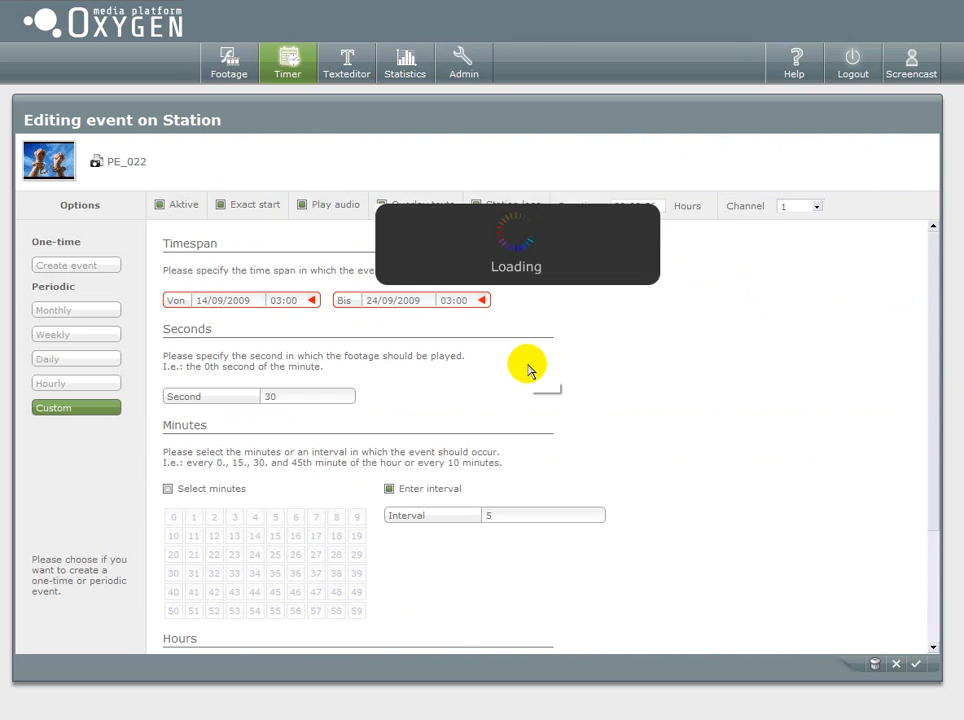 media platform
OXYGEN
Footage
Timer
Texteditor
Statistics
Admin
Help
Logout
Screencast
Editing event on Station
PE_022
Options
Aktive
Exact start
Play audio
Hours
Channel
1
One-time
Create event
Periodic
Monthly
Weekly
Daily
Hourly
Custom
Please choose if you
want to create a
one-time or periodic
event.
Loading
Timespan
Please specify the time span in which the eve
Von 14/09/2009 03:00 Bis 24/09/2009 03:00
Seconds
Please specify the second in which the footage should be played.
I.e.: the 0th second of the minute.
Second 30
Minutes
Please select the minutes or an interval in which the event should occur.
I.e.: every 0., 15., 30. and 45th minute of the hour or every 10 minutes.
Select minutes
Enter interval
Interval 5
0 1 2 3 4 5 6 7 8 9
10 11 12 13 14 15 16 17 18 19
20 21 22 23 24 25 26 27 28 29
30 31 32 33 34 35 36 37 38 39
40 41 42 43 44 45 46 47 48 49
50 51 52 53 54 55 56 57 58 59
Hours